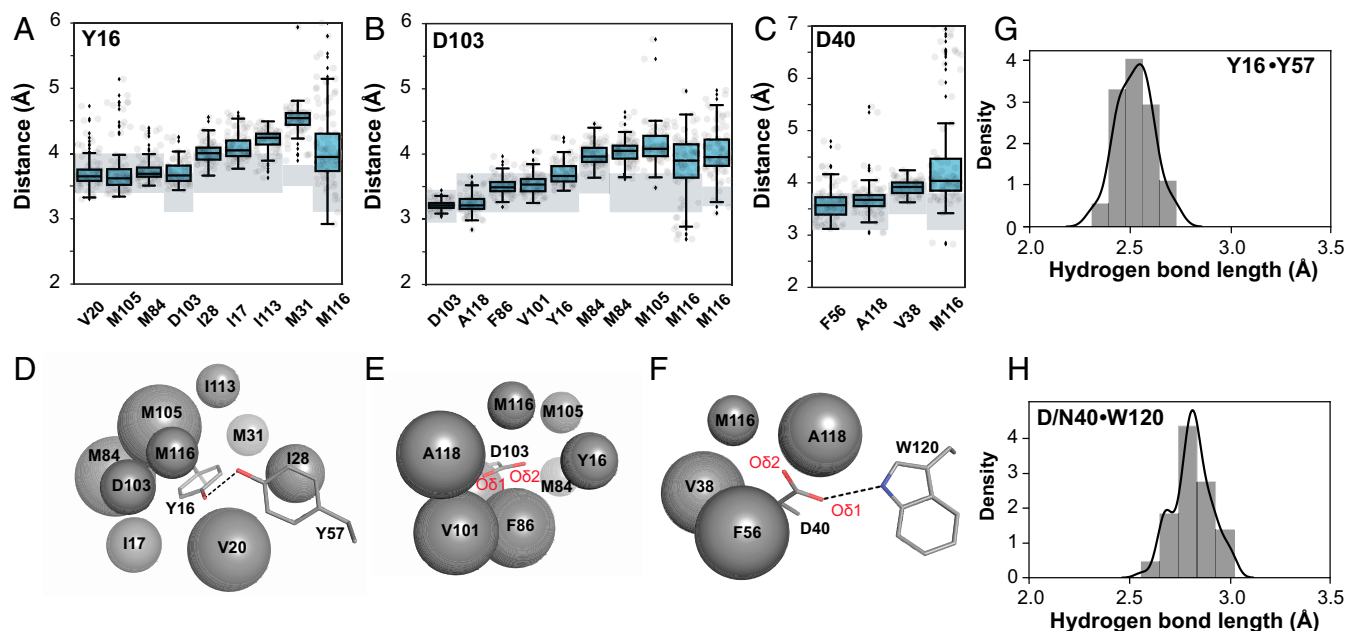 A
Y16
Distance (Å)
6
5
4
3
2
V20
M105
M84
D103
I28
I17
I113
M31
M116
B
D103
Distance (Å)
6
5
4
3
2
D103
A118
F86
V101
Y16
M84
M84
M105
M116
M116
C
D40
Distance (Å)
7
6
5
4
3
2
F56
A118
V38
M116
G
Y16•Y57
Density
4
3
2
1
0
2.0
2.5
3.0
3.5
Hydrogen bond length (Å)
D
I113
M105
M31
M116
M84
I28
D103
Y16
Y57
I17
V20
E
M116
M105
A118
D103
Y16
Oδ1
Oδ2
M84
V101
F86
F
M116
A118
W120
Oδ2
V38
Oδ1
F56
D40
H
D/N40•W120
Density
4
3
2
1
0
2.0
2.5
3.0
3.5
Hydrogen bond length (Å)